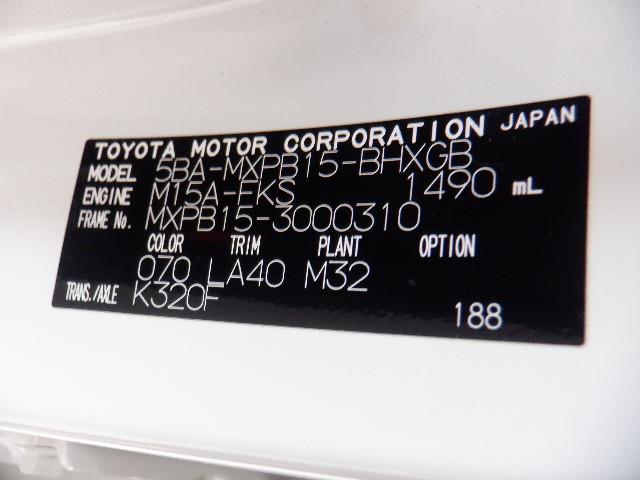 TOYOTA MOTOR CORPORATION JAPAN
MODEL 5BA-MXPB15-BHXGB
ENGINE M15A-FKS 1490 mL
FRAME No. MXPB15-3000310
COLOR TRIM PLANT OPTION
070 LA40 M32
TRANS./AXLE K320F
188